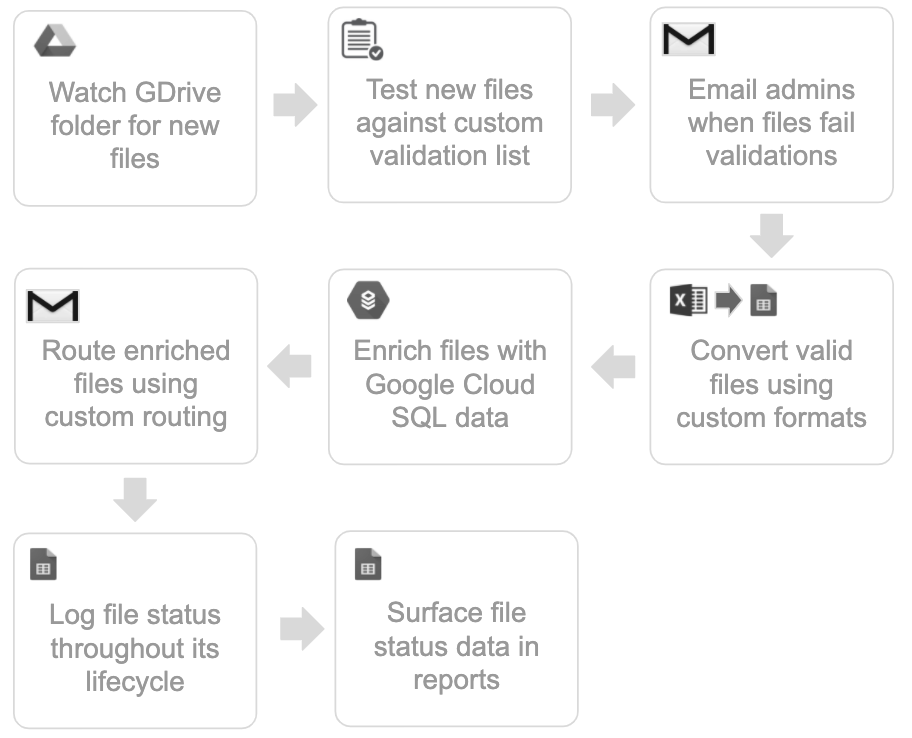 Watch GDrive
folder for new
files
Test new files
against custom
validation list
Email admins
when files fail
validations
X
Convert valid
files using
custom formats
Enrich files with
Google Cloud
SQL data
Route enriched
files using
custom routing
Log file status
throughout its
lifecycle
Surface file
status data in
reports